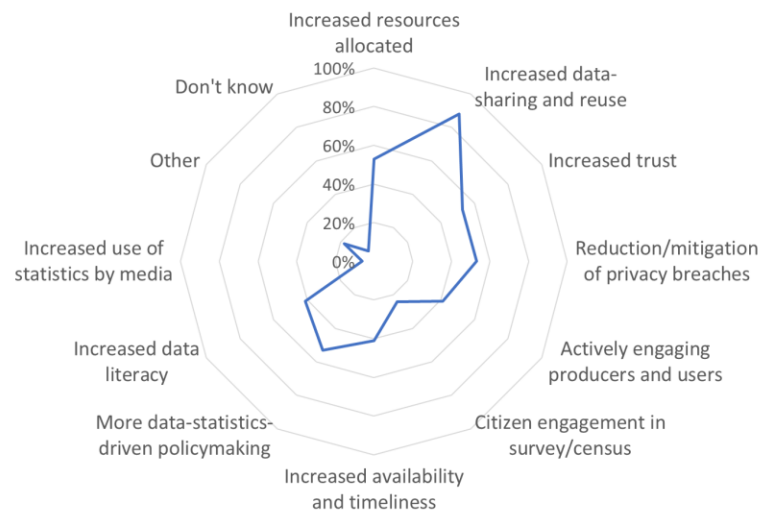 Increased resources
allocated
100%
80%
60%
40%
20%
0%
Increased data-
sharing and reuse
Increased trust
Reduction/mitigation
of privacy breaches
Actively engaging
producers and users
Citizen engagement in
survey/census
Increased availability
and timeliness
More data-statistics-
driven policymaking
Increased data
literacy
Increased use of
statistics by media
Other
Don't know